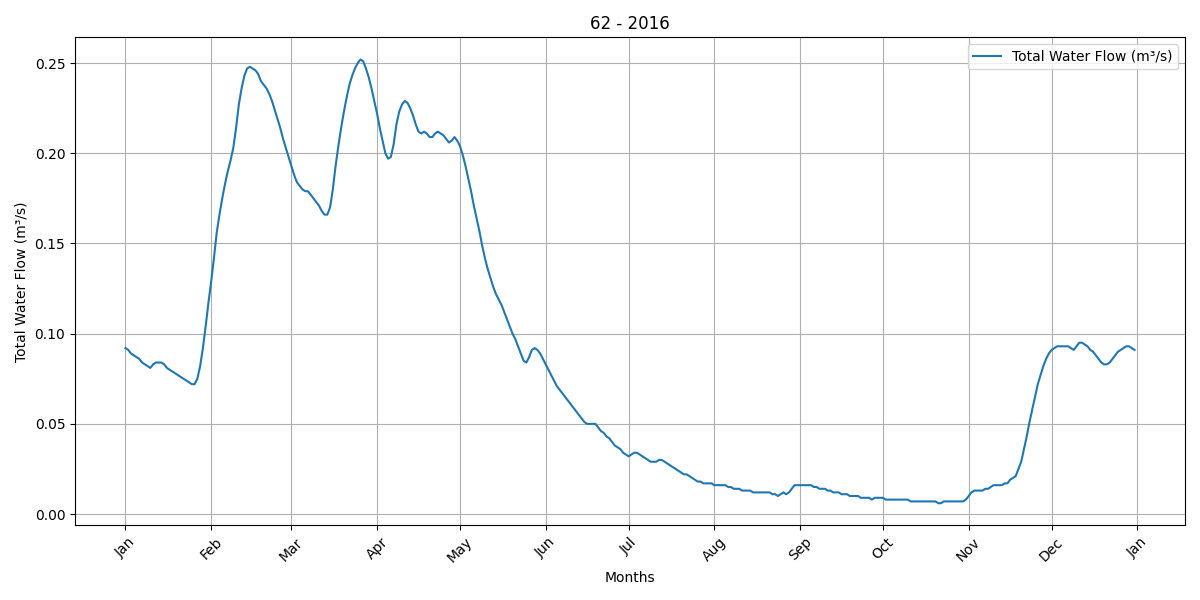 62 - 2016
Total Water Flow (m³/s)
Total Water Flow (m³/s)
0.25
0.20
0.15
0.10
0.05
0.00
Jan Feb Mar Apr May Jun Jul Aug Sep Oct Nov Dec Jan
Months